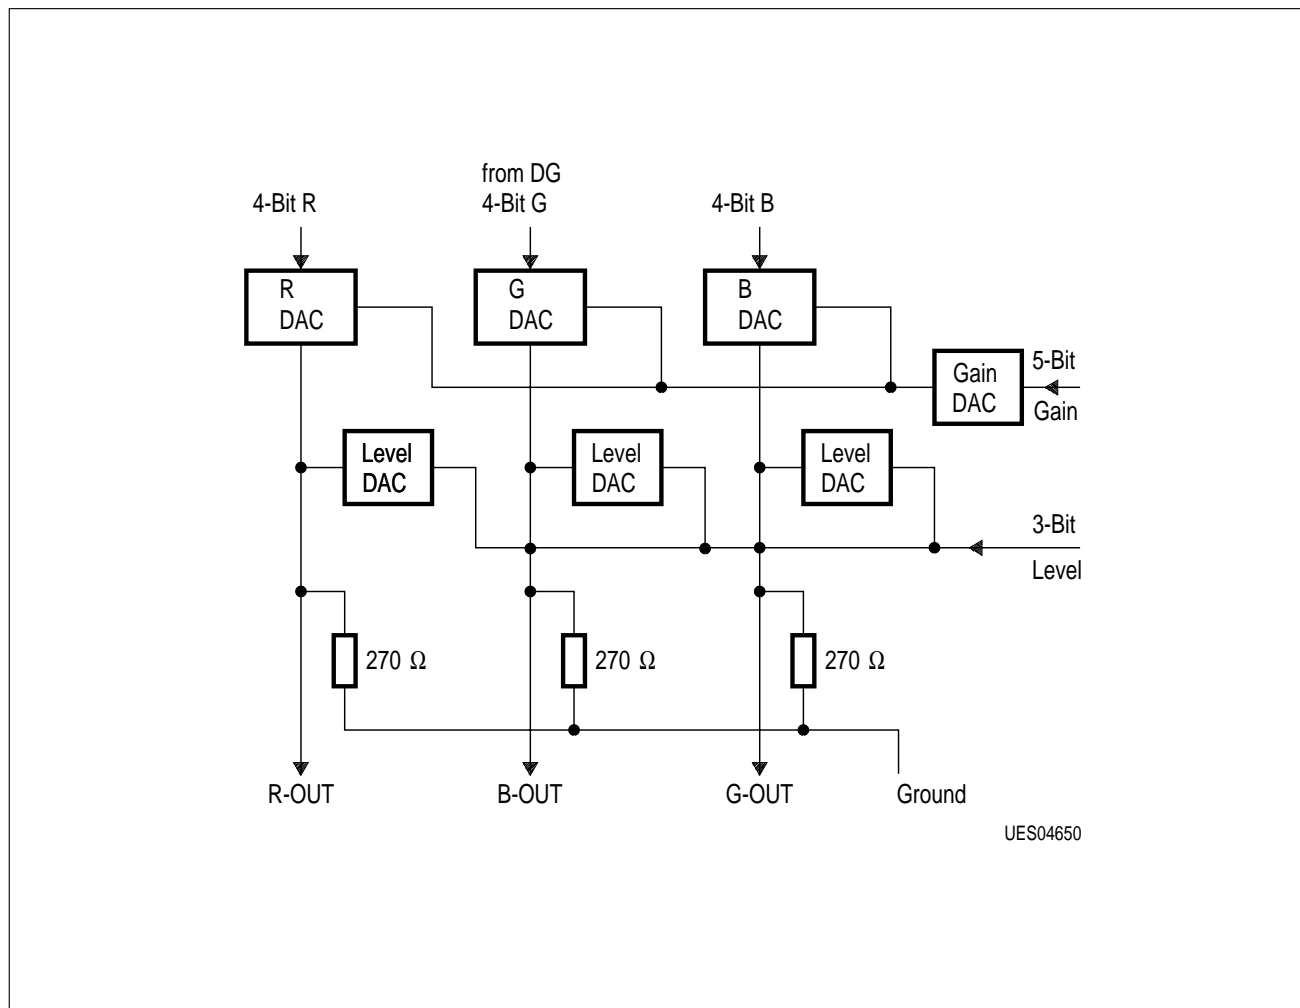 from DG
4-Bit R
4-Bit G
4-Bit B
R
DAC
G
DAC
B
DAC
5-Bit
Gain
DAC
Gain
Level
DAC
Level
DAC
Level
DAC
3-Bit
Level
270 Ω
270 Ω
270 Ω
R-OUT
B-OUT
G-OUT
Ground
UES04650